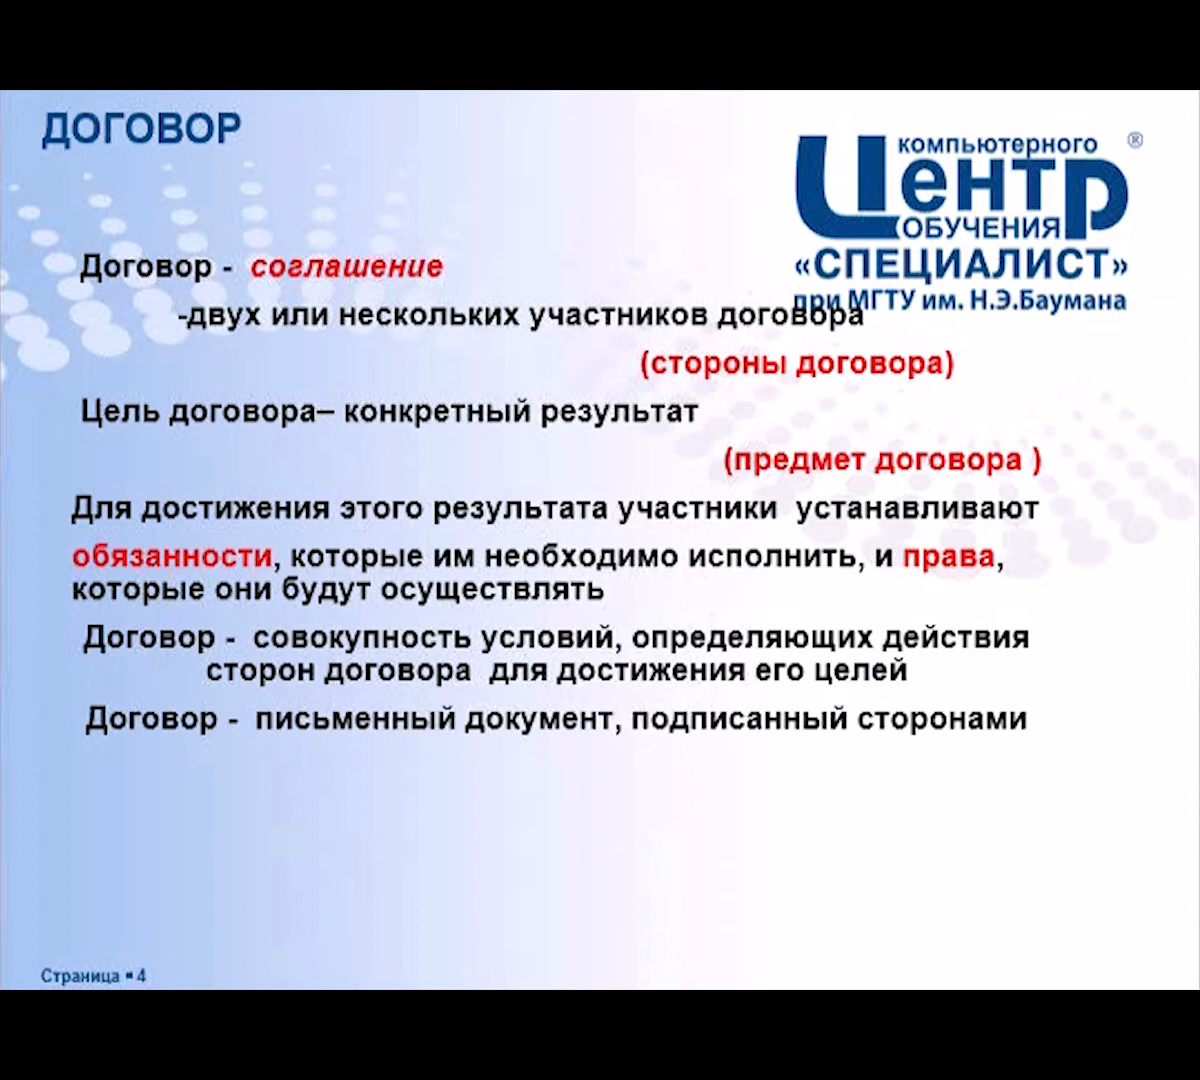 ДОГОВОР
компьютерного ®
Центр
ОБУЧЕНИЯ
«СПЕЦИАЛИСТ»
при МГТУ им. Н.Э.Баумана
Договор - соглашение
-двух или нескольких участников договора
(стороны договора)
Цель договора– конкретный результат
(предмет договора )
Для достижения этого результата участники устанавливают
обязанности, которые им необходимо исполнить, и права,
которые они будут осуществлять
Договор - совокупность условий, определяющих действия
сторон договора для достижения его целей
Договор - письменный документ, подписанный сторонами
Страница ▪ 4